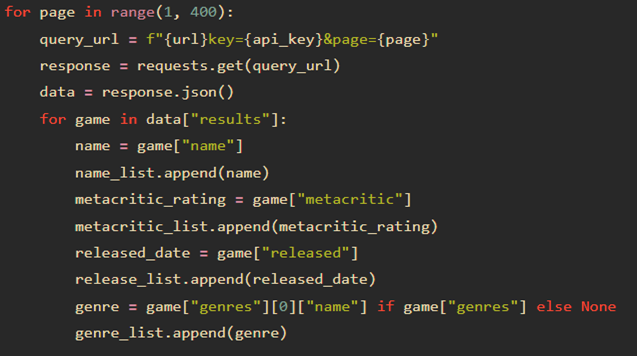 for page in range(1, 400):
    query_url = f"{url}key={api_key}&page={page}"
    response = requests.get(query_url)
    data = response.json()
    for game in data["results"]:
        name = game["name"]
        name_list.append(name)
        metacritic_rating = game["metacritic"]
        metacritic_list.append(metacritic_rating)
        released_date = game["released"]
        release_list.append(released_date)
        genre = game["genres"][0]["name"] if game["genres"] else None
        genre_list.append(genre)